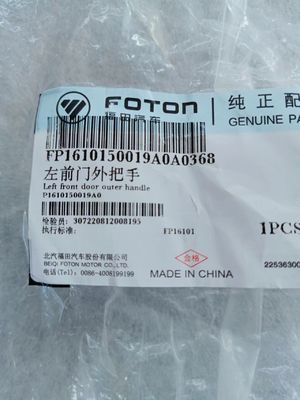 FOTON
福田汽车
纯正配
GENUINE PA
FP1610150019A0A0368
左前门外把手
Left front door outer handle
P1610150019A0
检验员: 307220812008195
执行标准: FP16101
1PCS
北汽福田汽车股份有限公司
BEIQI FOTON MOTOR CO.,LTD.
电话(Tel): 0086-4008199199
合格
MADE IN CHINA
22536300